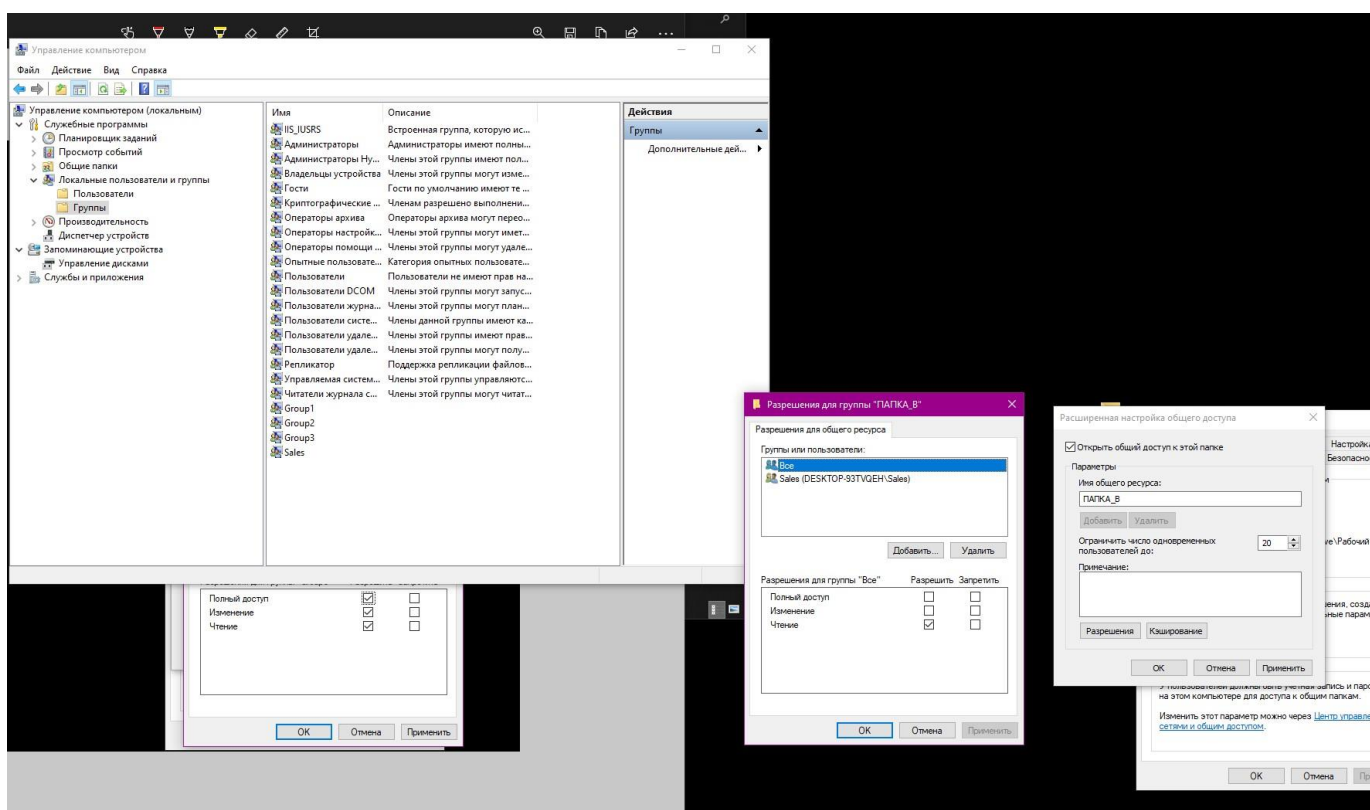 Управление компьютером
Файл Действие Вид Справка
Управление компьютером (локальным)
Служебные программы
Планировщик заданий
Просмотр событий
Общие папки
Локальные пользователи и группы
Пользователи
Группы
Производительность
Диспетчер устройств
Запоминающие устройства
Управление дисками
Службы и приложения
Имя Описание
IIS_IUSRS Встроенная группа, которую ис...
Администраторы Администраторы имеют полны...
Администраторы Hy... Члены этой группы имеют пол...
Владельцы устройства Члены этой группы могут изме...
Гости Гости по умолчанию имеют те ...
Криптографические ... Членам разрешено выполнени...
Операторы архива Операторы архива могут перео...
Операторы настройк... Члены этой группы могут имет...
Операторы помощи ... Члены этой группы могут удале...
Опытные пользовате... Категория опытных пользовате...
Пользователи Пользователи не имеют прав на...
Пользователи DCOM Члены этой группы могут запус...
Пользователи журна... Члены этой группы могут план...
Пользователи систе... Члены данной группы имеют ка...
Пользователи удале... Члены этой группы имеют прав...
Пользователи удале... Члены этой группы могут полу...
Репликатор Поддержка репликации файлов...
Управляемая систем... Члены этой группы управляютс...
Читатели журнала с... Члены этой группы могут читат...
Group1
Group2
Group3
Sales
Действия
Группы
Дополнительные дей...
Полный доступ
Изменение
Чтение
ОК Отмена Применить
Разрешения для группы "ПАПКА_В"
Разрешения для общего ресурса
Группы или пользователи:
Все
Sales (DESKTOP-93TVQEH\Sales)
Добавить... Удалить
Разрешения для группы "Все" Разрешить Запретить
Полный доступ
Изменение
Чтение
ОК Отмена Применить
Расширенная настройка общего доступа
Открыть общий доступ к этой папке
Параметры
Имя общего ресурса:
ПАПКА_В
Добавить Удалить
Ограничить число одновременных
пользователей до: 20
Примечание:
Разрешения Кэширование
ОК Отмена Применить
на этом компьютере для доступа к общим папкам.
Изменить этот параметр можно через Центр управле
сетями и общим доступом.
ОК Отмена